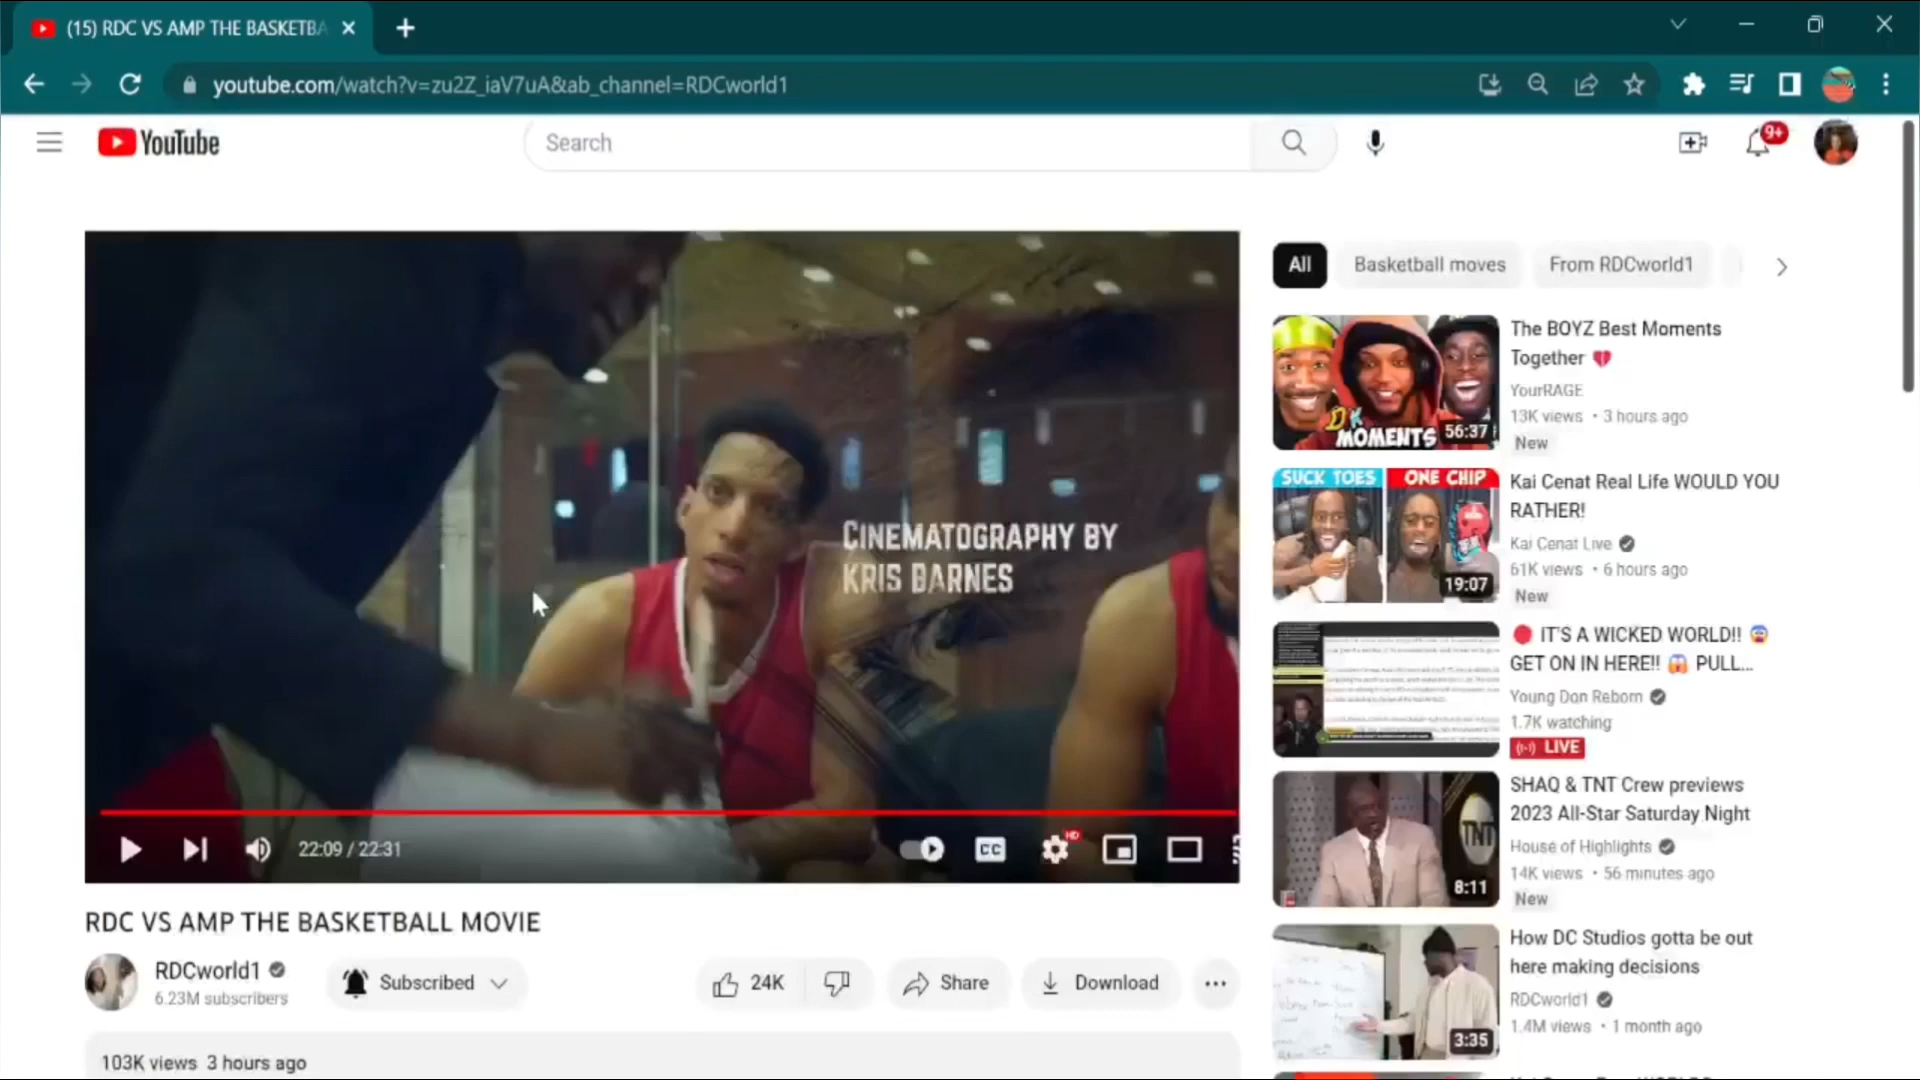 (15) RDC VS AMP THE BASKETBA
youtube.com/watch?v=zu2Z_iaV7uA&ab_channel=RDCworld1
YouTube
Search
9+
CINEMATOGRAPHY BY
KRIS BARNES
22:09 / 22:31
CC
HD
RDC VS AMP THE BASKETBALL MOVIE
RDCworld1
6.23M subscribers
Subscribed
24K
Share
Download
103K views 3 hours ago
All
Basketball moves
From RDCworld1
MOMENTS
56:37
The BOYZ Best Moments
Together 💔
YourRAGE
13K views • 3 hours ago
New
SUCK TOES
ONE CHIP
19:07
Kai Cenat Real Life WOULD YOU
RATHER!
Kai Cenat Live
61K views • 6 hours ago
New
🔴 IT'S A WICKED WORLD!! 😨
GET ON IN HERE!! 😱 PULL...
Young Don Reborn
1.7K watching
LIVE
TNT
8:11
SHAQ & TNT Crew previews
2023 All-Star Saturday Night
House of Highlights
14K views • 56 minutes ago
New
3:35
How DC Studios gotta be out
here making decisions
RDCworld1
1.4M views • 1 month ago